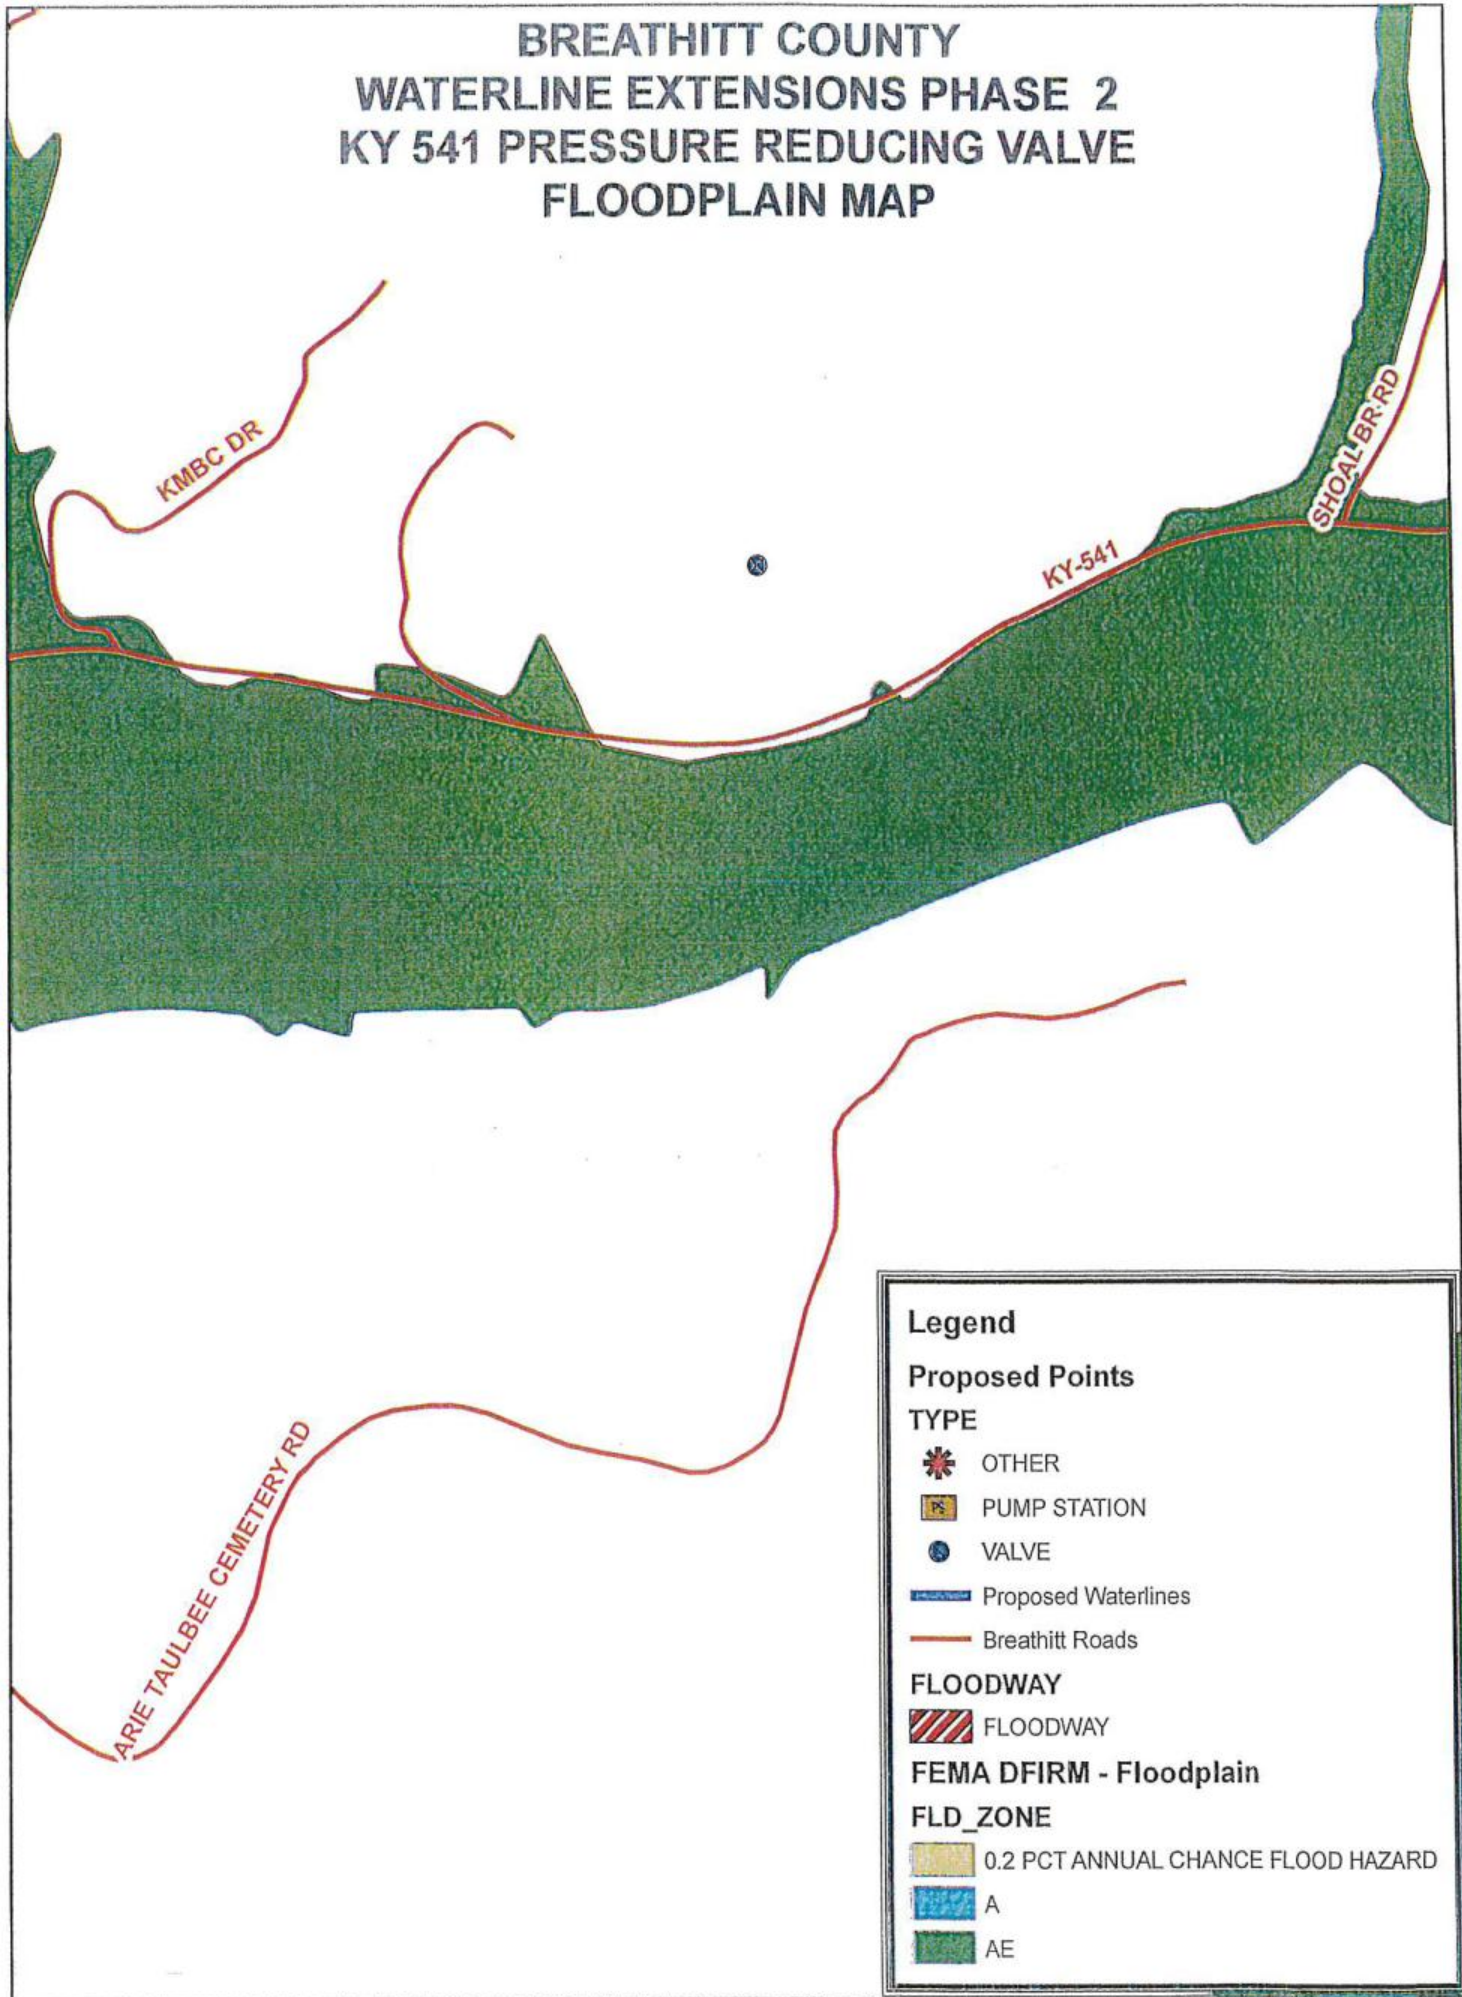 BREATHITT COUNTY
WATERLINE EXTENSIONS PHASE 2
KY 541 PRESSURE REDUCING VALVE
FLOODPLAIN MAP
KMBC DR
SHOAL BR RD
KY-541
ARIE TAULBEE CEMETERY RD
Legend
Proposed Points
TYPE
OTHER
PS PUMP STATION
VALVE
Proposed Waterlines
Breathitt Roads
FLOODWAY
FLOODWAY
FEMA DFIRM - Floodplain
FLD_ZONE
0.2 PCT ANNUAL CHANCE FLOOD HAZARD
A
AE